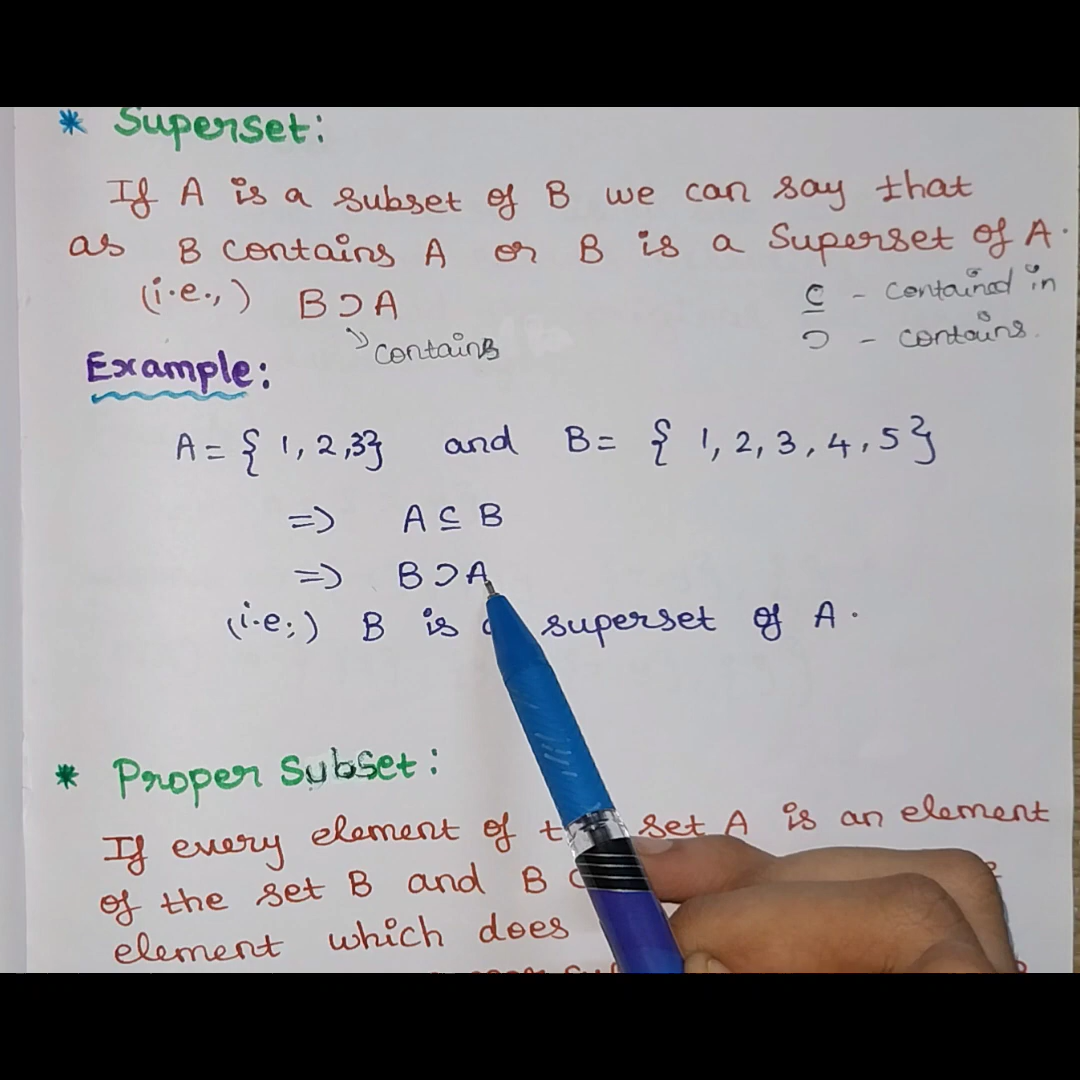 * Superset:
If A is a subset of B we can say that
as B contains A or B is a Superset of A.
(i.e.,) B⊃A
⊆ - contained in
⊃ - contains.
contains
Example:
A = { 1, 2,3} and B = { 1, 2, 3, 4, 5}
=> A ⊆ B
=> B⊃A
(i.e;) B is superset of A.
* Proper Subset:
If every element of set A is an element
of the set B and B
element which does